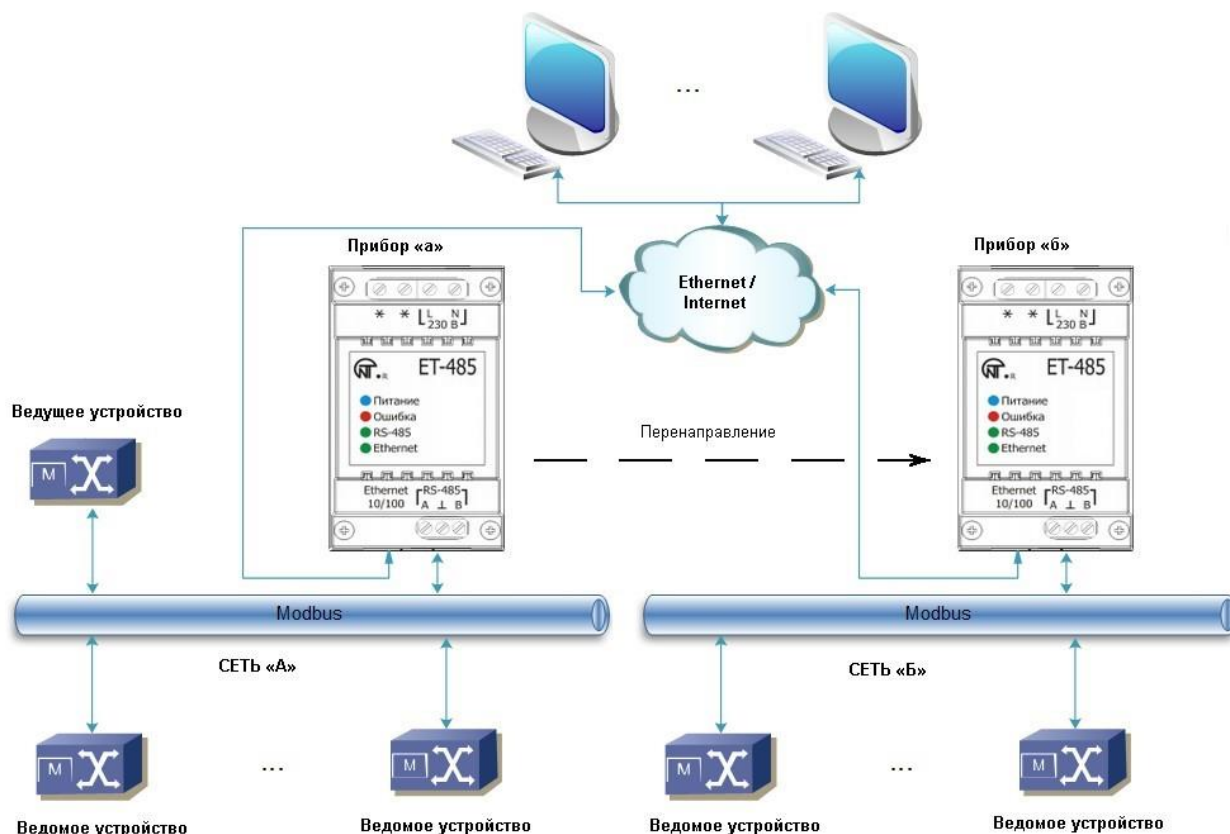 ...
Прибор «а»
Прибор «б»
Ethernet /
Internet
* * L N
230 В
* * L N
230 В
NT.R ET-485
NT.R ET-485
Питание
Ошибка
RS-485
Ethernet
Питание
Ошибка
RS-485
Ethernet
Ведущее устройство
M
Перенаправление
Ethernet
10/100
RS-485
A ⊥ B
Ethernet
10/100
RS-485
A ⊥ B
Modbus
Modbus
СЕТЬ «А»
СЕТЬ «Б»
M
...
M
M
...
M
Ведомое устройство
Ведомое устройство
Ведомое устройство
Ведомое устройство